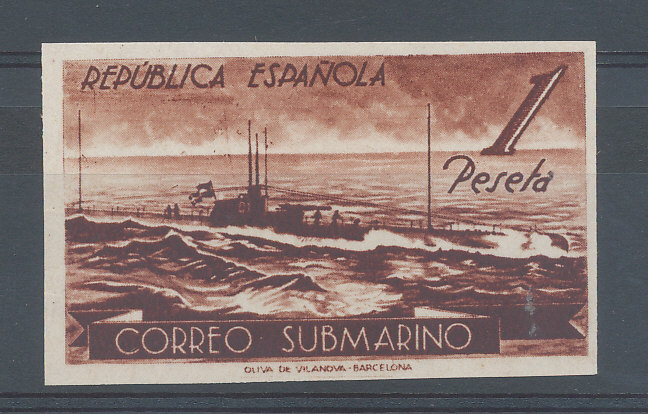 REPÚBLICA ESPAÑOLA
1
Peseta
CORREO SUBMARINO
OLIVA DE VILANOVA-BARCELONA